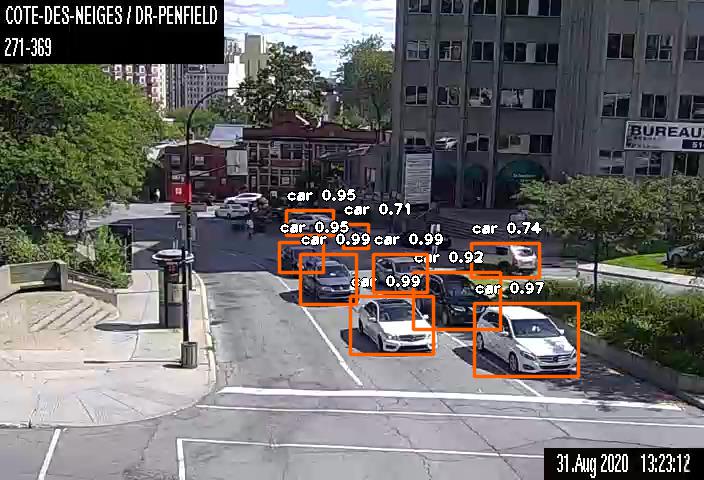 COTE-DES-NEIGES / DR-PENFIELD
271-369
car 0.95
car 0.71
car 0.95
car 0.99
car 0.99
car 0.74
car 0.92
car 0.99
car 0.97
BUREAU
31.Aug 2020 13:23:12